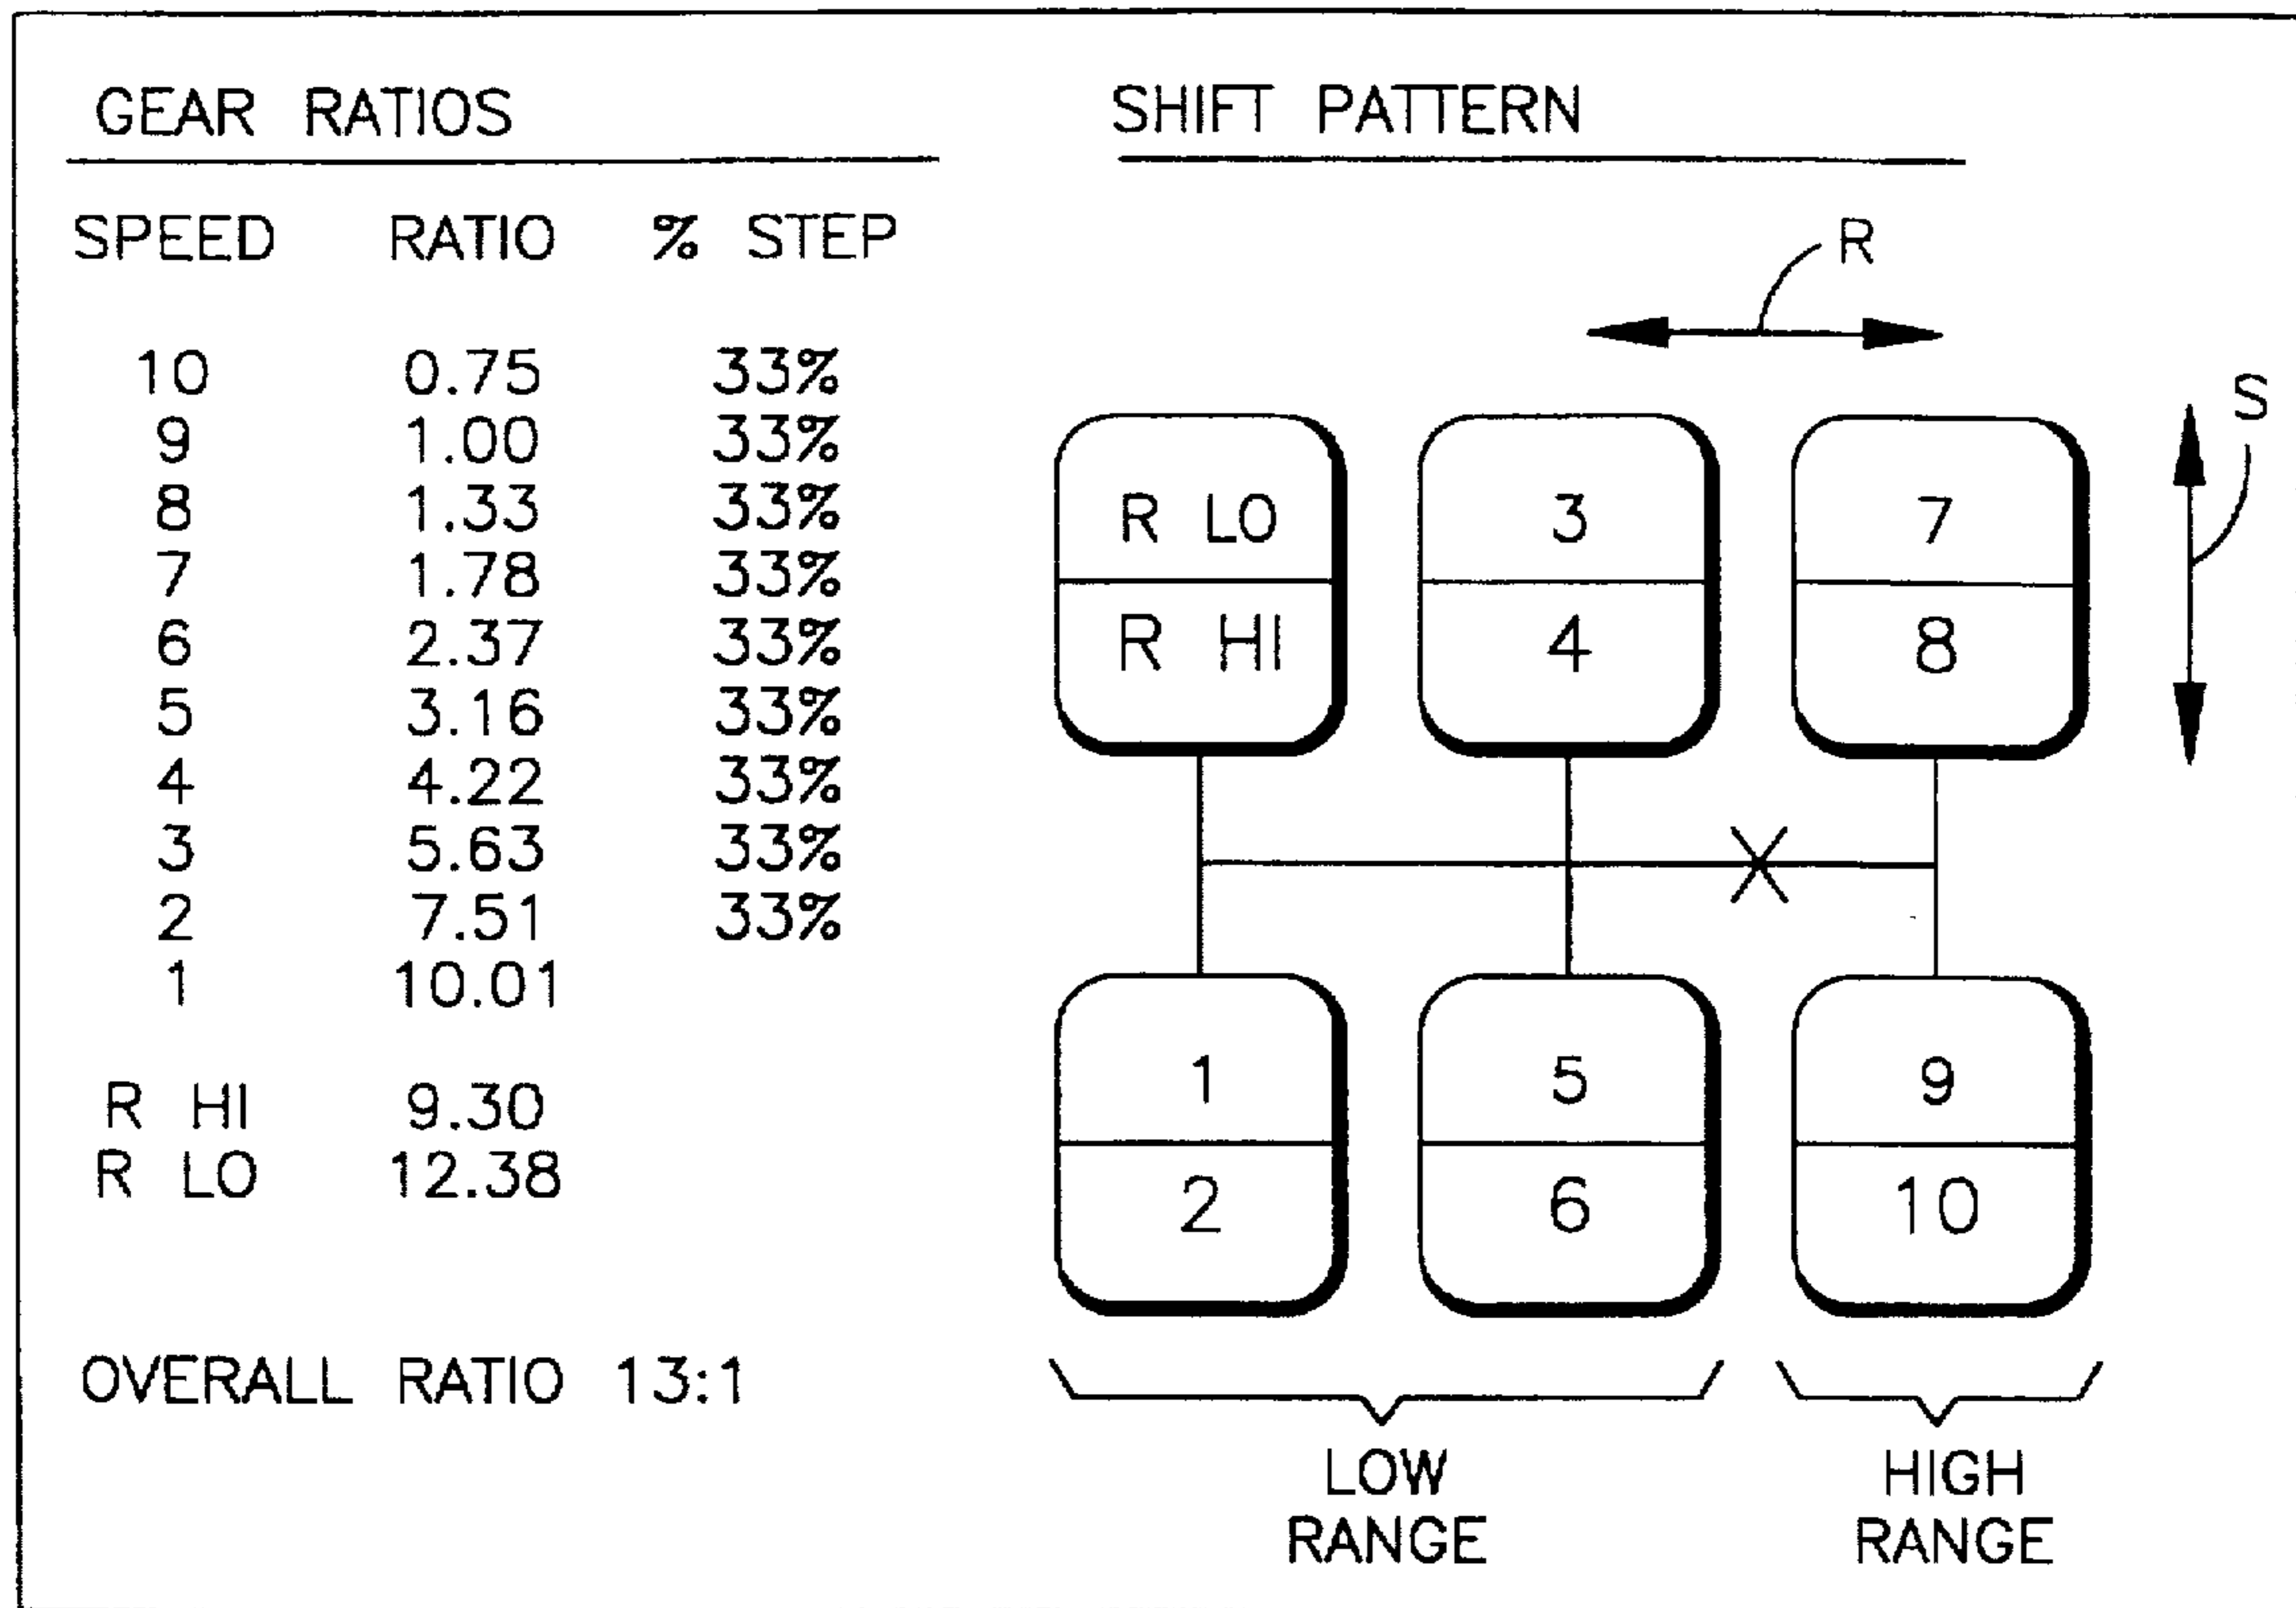 GEAR RATIOS
SPEED RATIO % STEP
10 0.75 33%
9 1.00 33%
8 1.33 33%
7 1.78 33%
6 2.37 33%
5 3.16 33%
4 4.22 33%
3 5.63 33%
2 7.51 33%
1 10.01
R HI 9.30
R LO 12.38
OVERALL RATIO 13:1
SHIFT PATTERN
R
S
R LO 3 7
R HI 4 8
X
1 5 9
2 6 10
LOW HIGH
RANGE RANGE